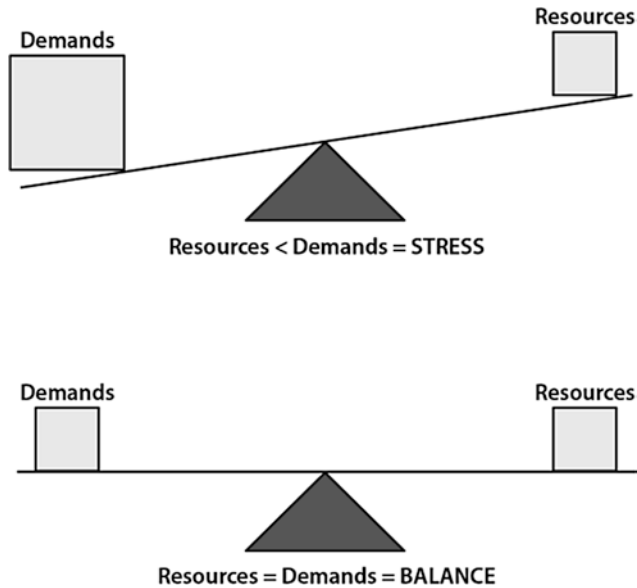 Demands
Resources
Resources < Demands = STRESS
Demands
Resources
Resources = Demands = BALANCE